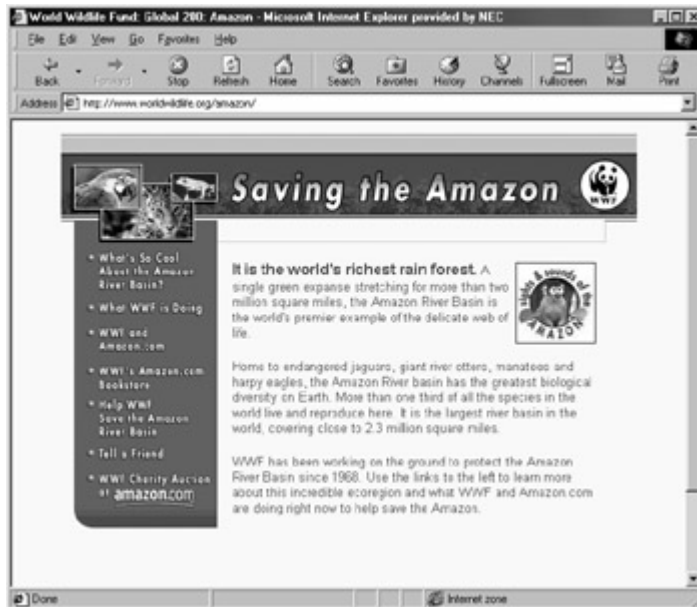 World Wildlife Fund: Global 200: Amazon - Microsoft Internet Explorer provided by NEC
File Edit View Go Favorites Help
Back Forward Stop Refresh Home Search Favorites History Channels Fullscreen Mail Print
Address http://www.worldwildlife.org/amazon/
Saving the Amazon
WWF
What's So Cool
About the Amazon
River Basin?
What WWF is Doing
WWF and
Amazon.com
WWF's Amazon.com
Bookstore
Help WWF
Save the Amazon
River Basin
Tell a Friend
WWF Charity Auction
at amazon.com
It is the world's richest rain forest. A
single green expanse stretching for more than two
million square miles, the Amazon River Basin is
the world's premier example of the delicate web of
life.
sights & sounds of the
AMAZON
Home to endangered jaguars, giant river otters, manatees and
harpy eagles, the Amazon River basin has the greatest biological
diversity on Earth. More than one third of all the species in the
world live and reproduce here. It is the largest river basin in the
world, covering close to 2.3 million square miles.
WWF has been working on the ground to protect the Amazon
River Basin since 1968. Use the links to the left to learn more
about this incredible ecoregion and what WWF and Amazon.com
are doing right now to help save the Amazon.
Done
Internet zone